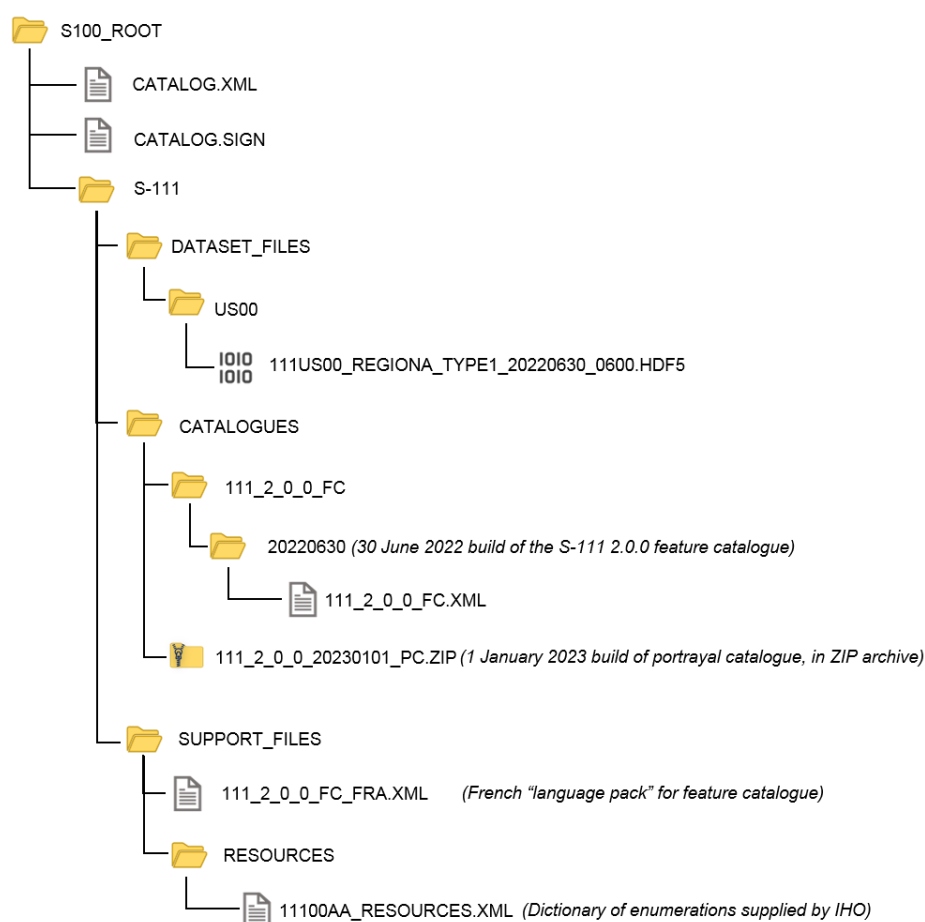 S100_ROOT
CATALOG.XML
CATALOG.SIGN
S-111
DATASET_FILES
US00
1010
1010
111US00_REGIONA_TYPE1_20220630_0600.HDF5
CATALOGUES
111_2_0_0_FC
20220630 (30 June 2022 build of the S-111 2.0.0 feature catalogue)
111_2_0_0_FC.XML
111_2_0_0_20230101_PC.ZIP (1 January 2023 build of portrayal catalogue, in ZIP archive)
SUPPORT_FILES
111_2_0_0_FC_FRA.XML (French “language pack” for feature catalogue)
RESOURCES
11100AA_RESOURCES.XML (Dictionary of enumerations supplied by IHO)